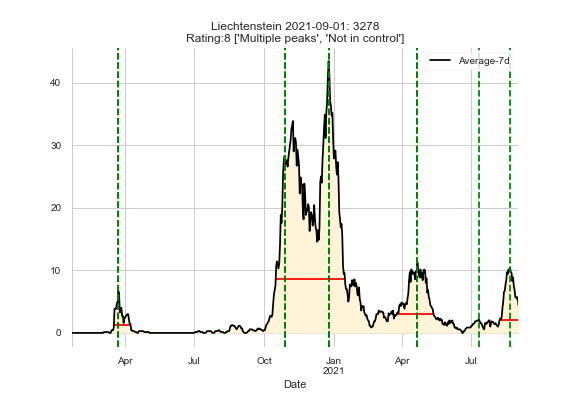 Liechtenstein 2021-09-01: 3278
Rating:8 ['Multiple peaks', 'Not in control']
Average-7d
40
30
20
10
0
Apr
Jul
Oct
Jan
2021
Apr
Jul
Date